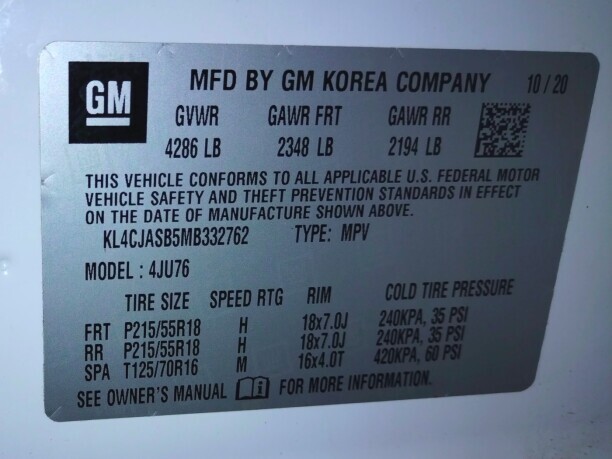 GM
MFD BY GM KOREA COMPANY 10 / 20
GVWR GAWR FRT GAWR RR
4286 LB 2348 LB 2194 LB
THIS VEHICLE CONFORMS TO ALL APPLICABLE U.S. FEDERAL MOTOR
VEHICLE SAFETY AND THEFT PREVENTION STANDARDS IN EFFECT
ON THE DATE OF MANUFACTURE SHOWN ABOVE.
KL4CJASB5MB332762 TYPE: MPV
MODEL : 4JU76
TIRE SIZE SPEED RTG RIM COLD TIRE PRESSURE
FRT P215/55R18 H 18x7.0J 240KPA, 35 PSI
RR P215/55R18 H 18x7.0J 240KPA, 35 PSI
SPA T125/70R16 M 16x4.0T 420KPA, 60 PSI
SEE OWNER'S MANUAL FOR MORE INFORMATION.